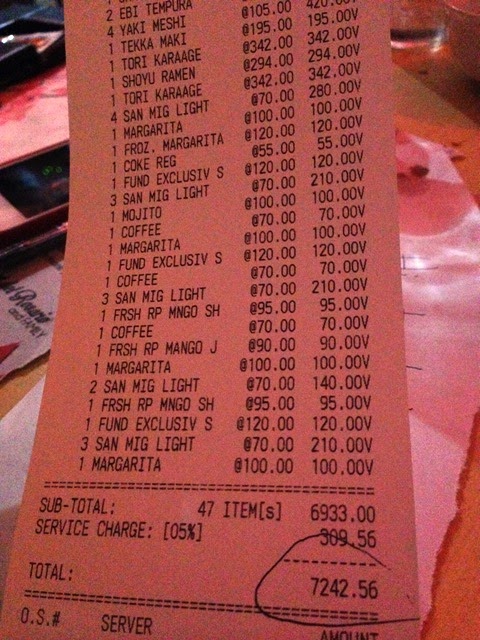 2 EBI TEMPURA
4 YAKI MESHI @105.00 420.00V
1 TEKKA MAKI @195.00 195.00V
1 TORI KARAAGE @342.00 342.00V
1 SHOYU RAMEN @294.00 294.00V
1 TORI KARAAGE @342.00 342.00V
4 SAN MIG LIGHT @70.00 280.00V
1 MARGARITA @100.00 100.00V
1 FROZ. MARGARITA @120.00 120.00V
1 COKE REG @55.00 55.00V
1 FUND EXCLUSIV S @120.00 120.00V
3 SAN MIG LIGHT @70.00 210.00V
1 MOJITO @100.00 100.00V
1 COFFEE @70.00 70.00V
1 MARGARITA @100.00 100.00V
1 FUND EXCLUSIV S @120.00 120.00V
1 COFFEE @70.00 70.00V
3 SAN MIG LIGHT @70.00 210.00V
1 FRSH RP MNGO SH @95.00 95.00V
1 COFFEE @70.00 70.00V
1 FRSH RP MANGO J @90.00 90.00V
1 MARGARITA @100.00 100.00V
2 SAN MIG LIGHT @70.00 140.00V
1 FRSH RP MNGO SH @95.00 95.00V
1 FUND EXCLUSIV S @120.00 120.00V
3 SAN MIG LIGHT @70.00 210.00V
1 MARGARITA @100.00 100.00V
SUB-TOTAL: 47 ITEM[s] 6933.00
SERVICE CHARGE: [05%] 309.56
TOTAL: 7242.56
O.S.# SERVER AMOUNT